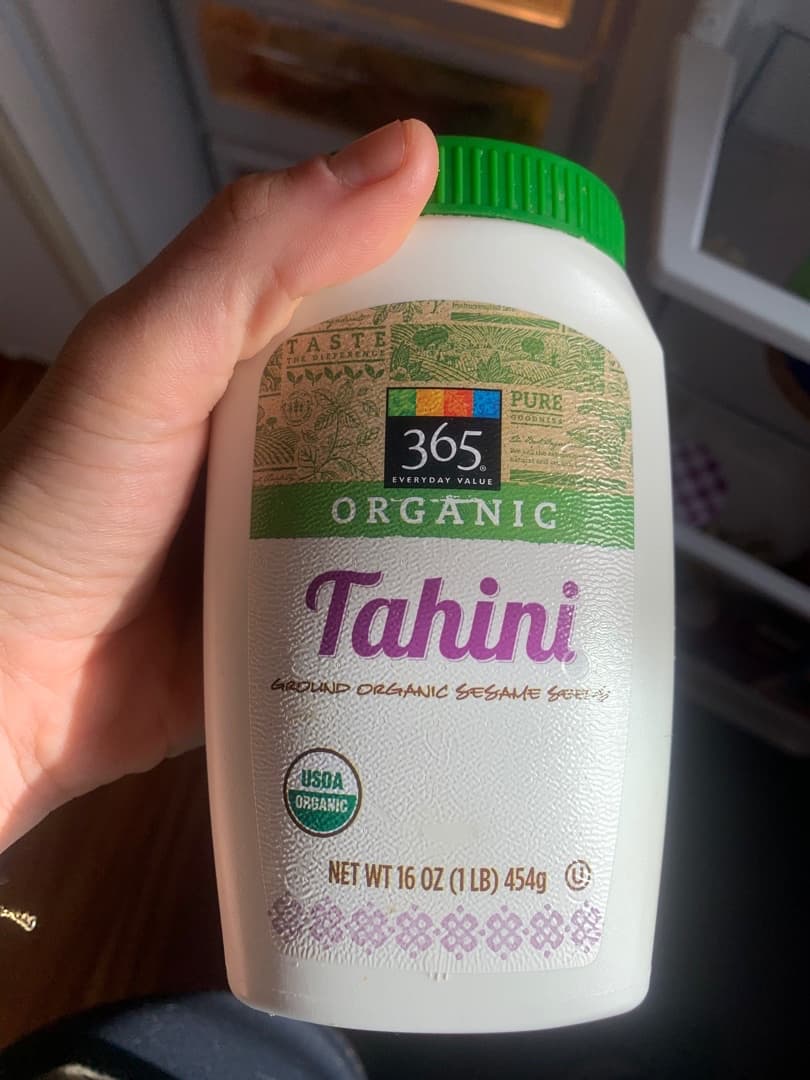 TASTE
THE DIFFERENCE
PURE
GOODNESS
365
EVERYDAY VALUE
ORGANIC
Tahini
GROUND ORGANIC SESAME SEEDS
USDA
ORGANIC
NET WT 16 OZ (1 LB) 454g U